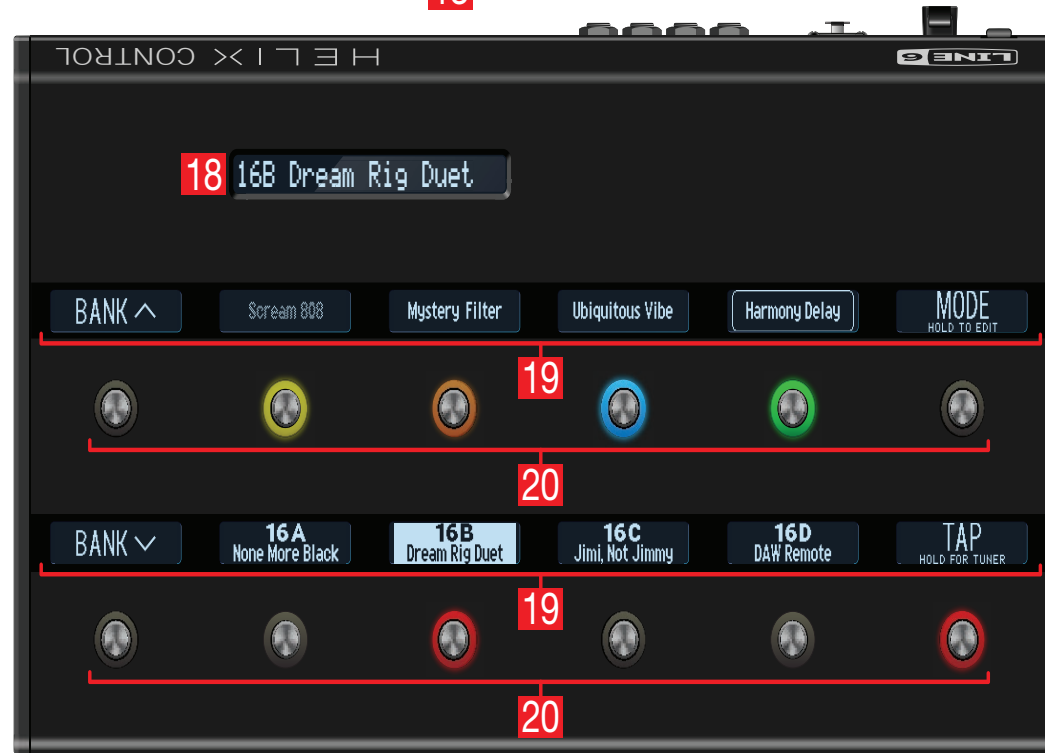 HELIX CONTROL
LINE 6
18 16B Dream Rig Duet
BANK Scream 808 Mystery Filter Ubiquitous Vibe Harmony Delay MODE
HOLD TO EDIT
19
20
BANK 16A None More Black 16B Dream Rig Duet 16C Jimi, Not Jimmy 16D DAW Remote TAP
HOLD FOR TUNER
19
20